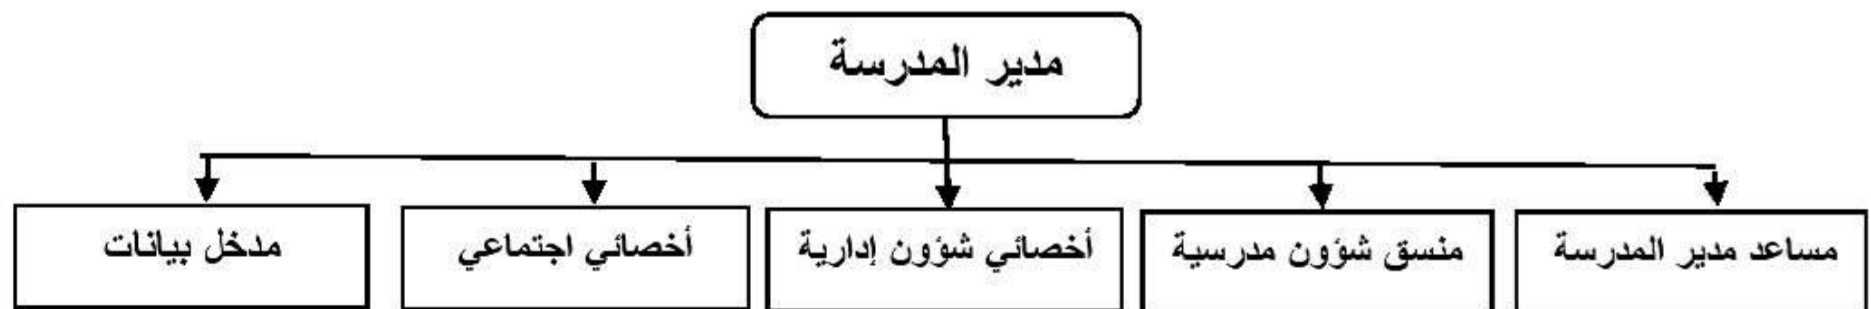 مدير المدرسة
مساعد مدير المدرسة
منسق شؤون مدرسية
أخصائي شؤون إدارية
أخصائي اجتماعي
مدخل بيانات